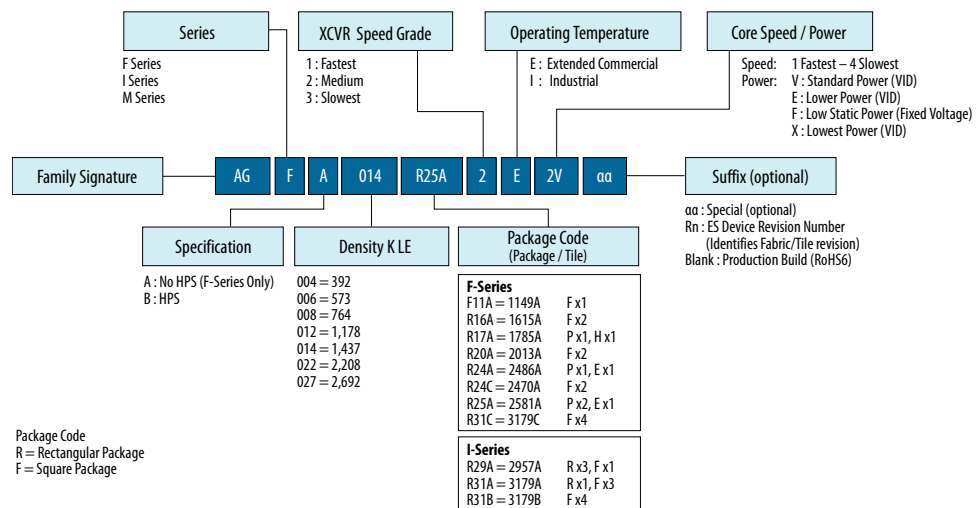 Series
F Series
I Series
M Series
XCVR Speed Grade
1 : Fastest
2 : Medium
3 : Slowest
Operating Temperature
E : Extended Commercial
I : Industrial
Core Speed / Power
Speed: 1 Fastest – 4 Slowest
Power: V : Standard Power (VID)
E : Lower Power (VID)
F : Low Static Power (Fixed Voltage)
X : Lowest Power (VID)
Family Signature
AG F A 014 R25A 2 E 2V αα
Suffix (optional)
αα : Special (optional)
Rn : ES Device Revision Number
(Identifies Fabric/Tile revision)
Blank : Production Build (RoHS6)
Specification
A : No HPS (F-Series Only)
B : HPS
Density K LE
004 = 392
006 = 573
008 = 764
012 = 1,178
014 = 1,437
022 = 2,208
027 = 2,692
Package Code
(Package / Tile)
F-Series
F11A = 1149A F x1
R16A = 1615A F x2
R17A = 1785A P x1, H x1
R20A = 2013A F x2
R24A = 2486A P x1, E x1
R24C = 2470A F x2
R25A = 2581A P x2, E x1
R31C = 3179C F x4
I-Series
R29A = 2957A R x3, F x1
R31A = 3179A R x1, F x3
R31B = 3179B F x4
Package Code
R = Rectangular Package
F = Square Package